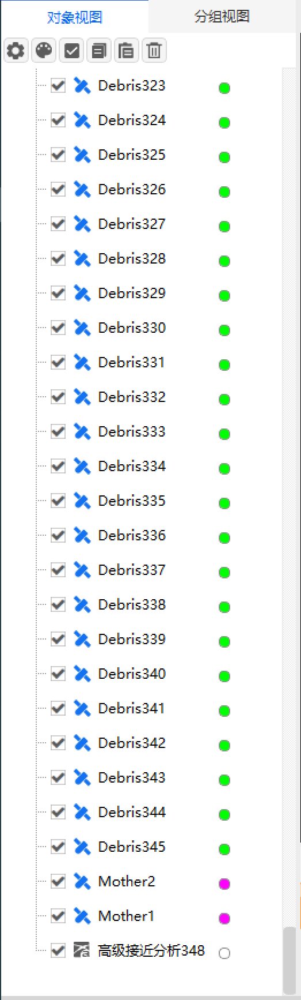 对象视图 分组视图
Debris323
Debris324
Debris325
Debris326
Debris327
Debris328
Debris329
Debris330
Debris331
Debris332
Debris333
Debris334
Debris335
Debris336
Debris337
Debris338
Debris339
Debris340
Debris341
Debris342
Debris343
Debris344
Debris345
Mother2
Mother1
高级接近分析348